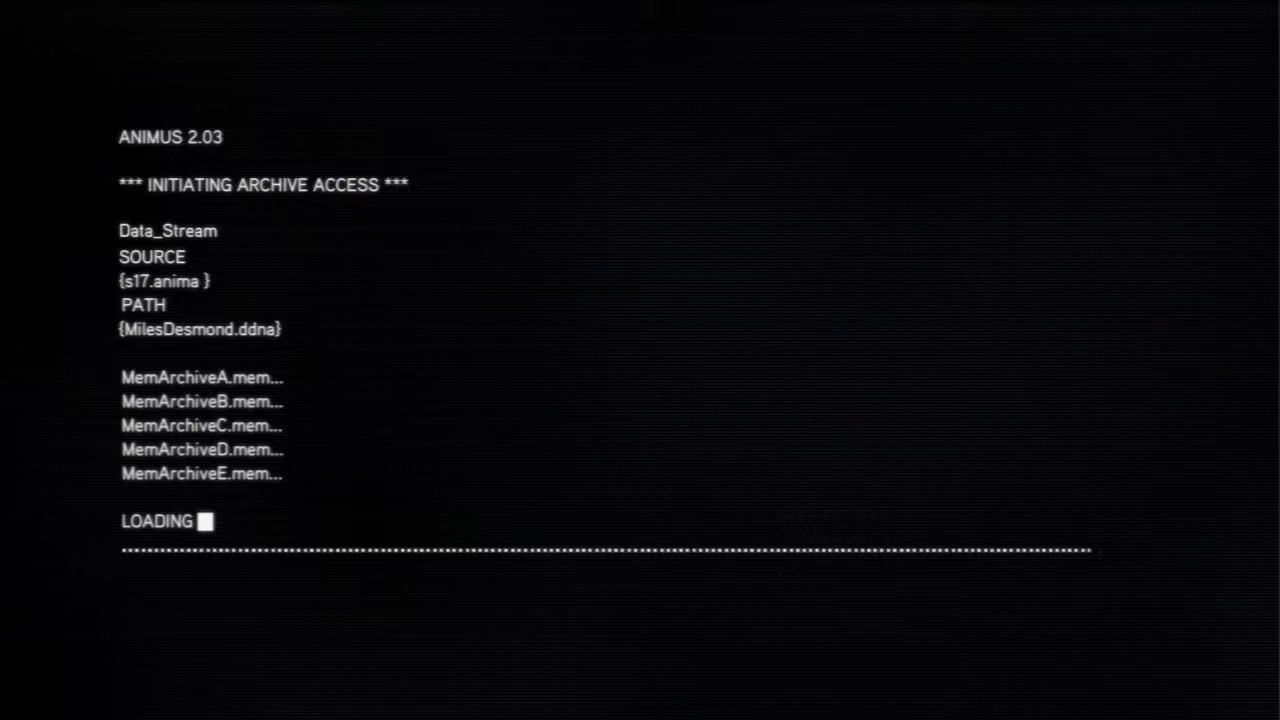 ANIMUS 2.03
*** INITIATING ARCHIVE ACCESS ***
Data_Stream
SOURCE
{s17.anima }
PATH
{MilesDesmond.ddna}
MemArchiveA.mem...
MemArchiveB.mem...
MemArchiveC.mem...
MemArchiveD.mem...
MemArchiveE.mem...
LOADING